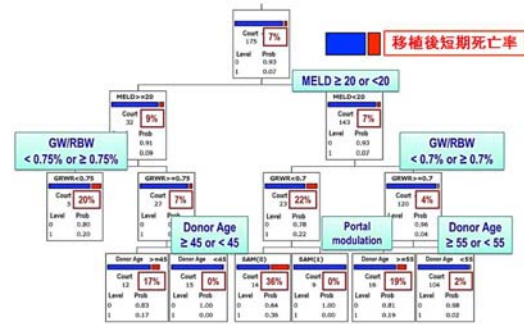 Count 7%
175
Level Prob
0 0.93
1 0.07
移植後短期死亡率
MELD ≥ 20 or <20
MELD>=20
Count 9%
32
Level Prob
0 0.91
1 0.09
MELD<20
Count 7%
143
Level Prob
0 0.93
1 0.07
GW/RBW
< 0.75% or ≥ 0.75%
GW/RBW
< 0.7% or ≥ 0.7%
GRWR<0.75
Count 20%
5
Level Prob
0 0.80
1 0.20
GRWR>=0.75
Count 7%
27
Level Prob
GRWR<0.7
Count 22%
23
Level Prob
0 0.78
1 0.22
GRWR>=0.7
Count 4%
120
Level Prob
0 0.96
1 0.04
Donor Age
≥ 45 or < 45
Portal
modulation
Donor Age
≥ 55 or < 55
Donor Age >=45
Count 17%
12
Level Prob
0 0.83
1 0.17
Donor Age <45
Count 0%
15
Level Prob
0 1.00
1 0.00
SAM(0)
Count 36%
14
Level Prob
0 0.64
1 0.36
SAM(1)
Count 0%
9
Level Prob
0 1.00
1 0.00
Donor Age >=55
Count 19%
16
Level Prob
0 0.81
1 0.19
Donor Age <55
Count 2%
104
Level Prob
0 0.98
1 0.02